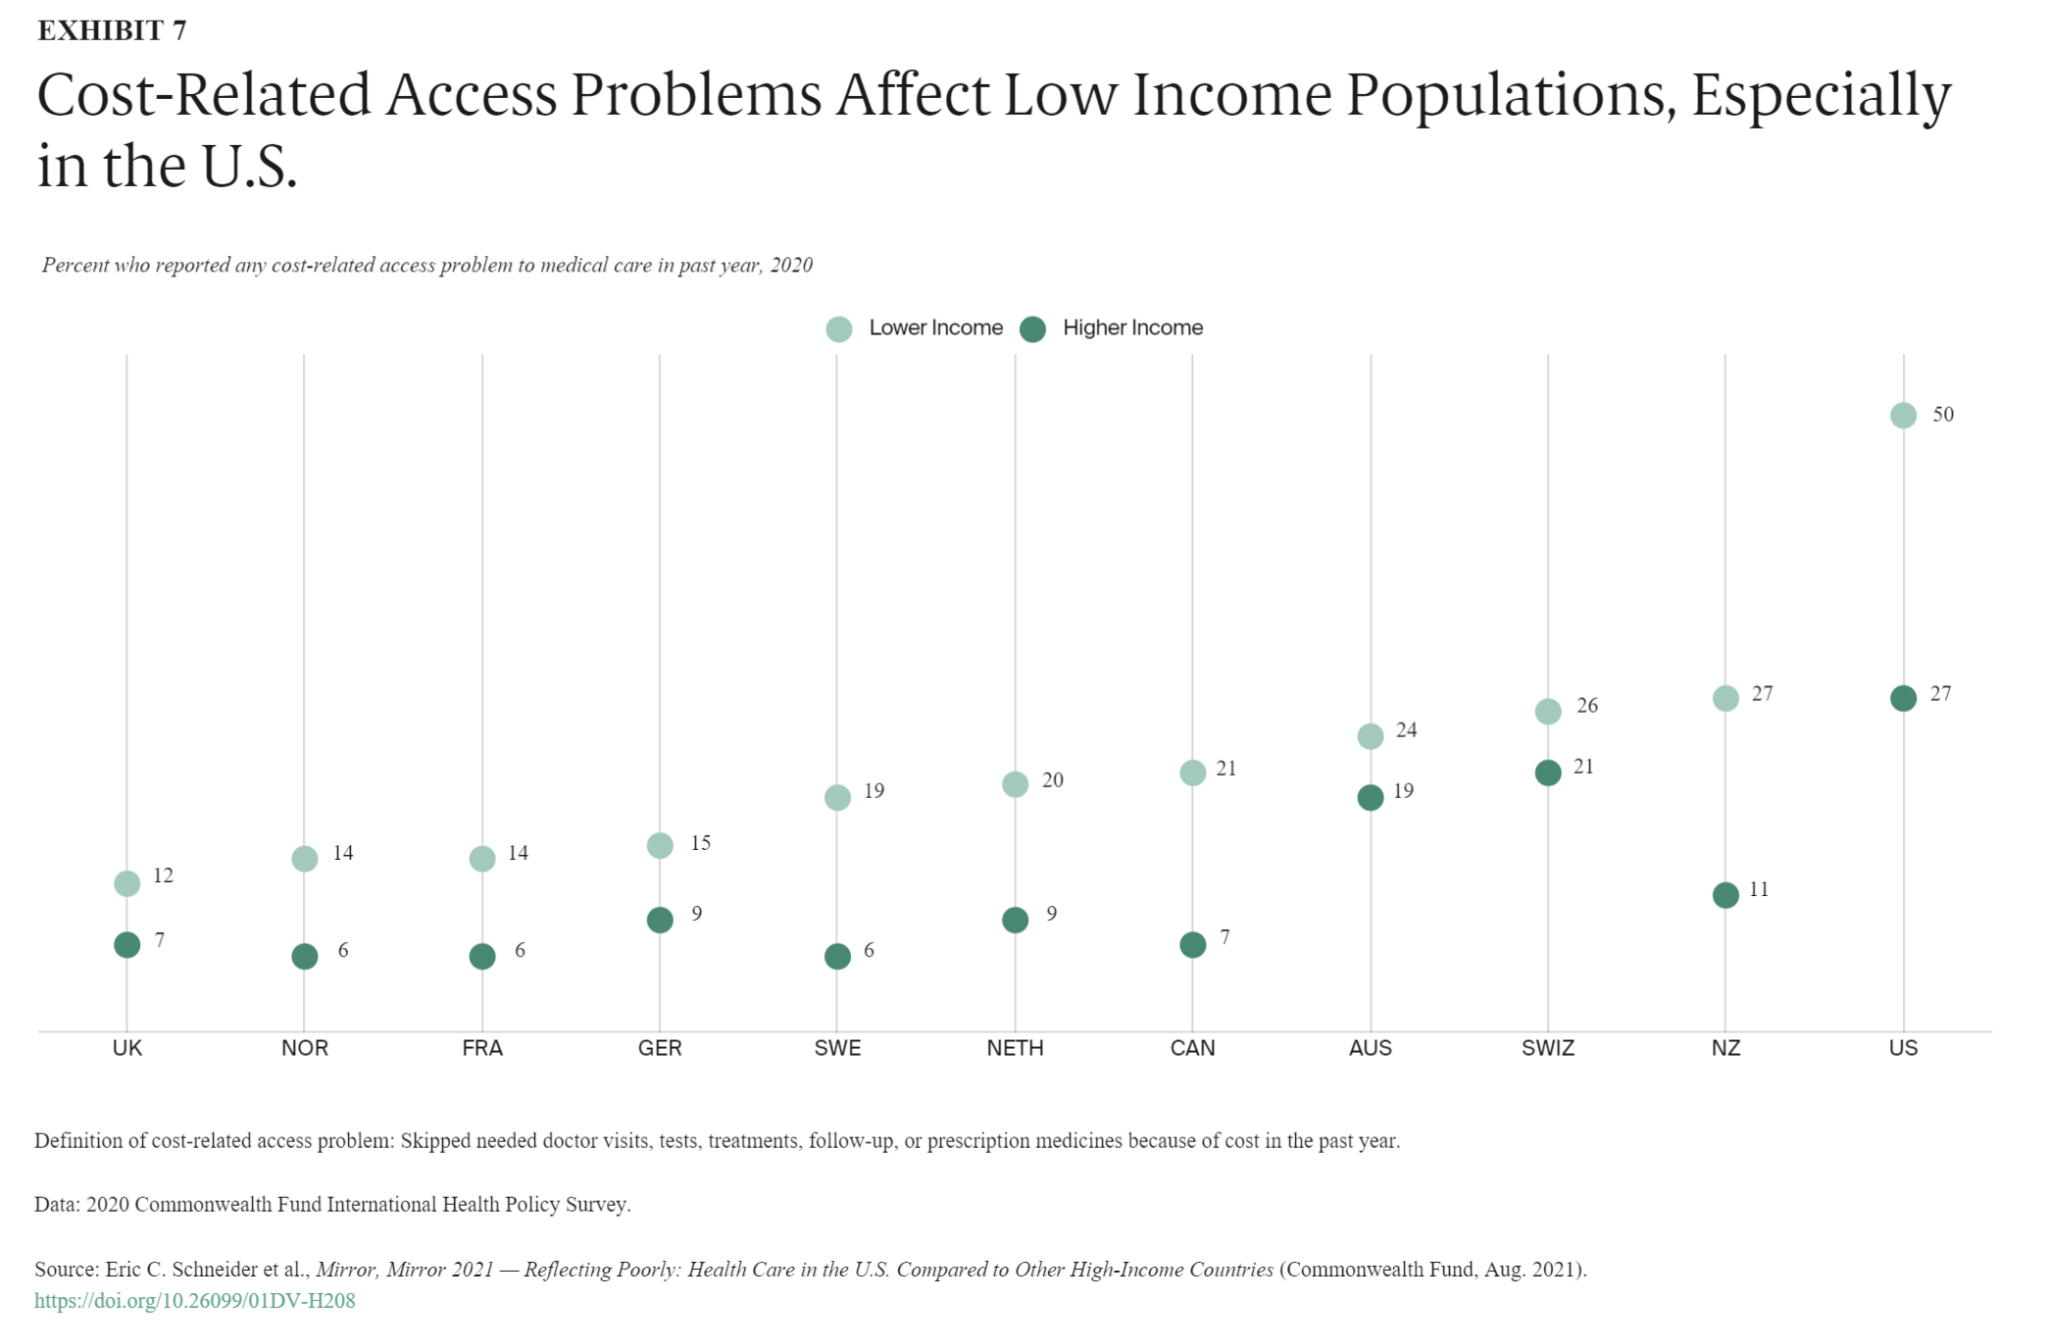 EXHIBIT 7
Cost-Related Access Problems Affect Low Income Populations, Especially
in the U.S.
Percent who reported any cost-related access problem to medical care in past year, 2020
Lower Income Higher Income
50
27 27
26
24
21 21
20
19 19
15
14 14
12
11
9 9
7 7
6 6 6
UK NOR FRA GER SWE NETH CAN AUS SWIZ NZ US
Definition of cost-related access problem: Skipped needed doctor visits, tests, treatments, follow-up, or prescription medicines because of cost in the past year.
Data: 2020 Commonwealth Fund International Health Policy Survey.
Source: Eric C. Schneider et al., Mirror, Mirror 2021 — Reflecting Poorly: Health Care in the U.S. Compared to Other High-Income Countries (Commonwealth Fund, Aug. 2021).
https://doi.org/10.26099/01DV-H208